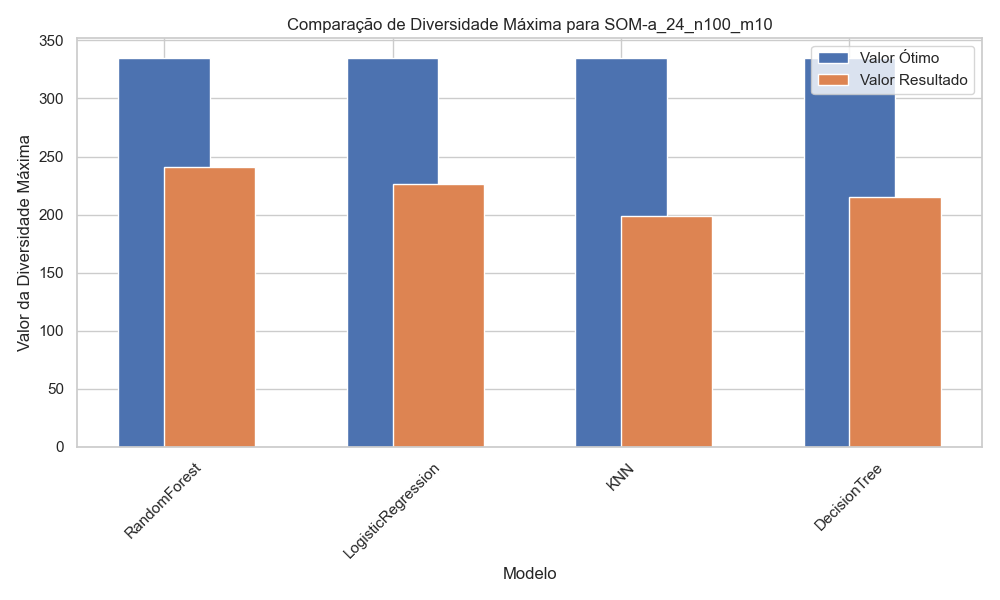 Comparação de Diversidade Máxima para SOM-a_24_n100_m10
Valor da Diversidade Máxima
350
300
250
200
150
100
50
0
Valor Ótimo
Valor Resultado
RandomForest
LogisticRegression
KNN
DecisionTree
Modelo